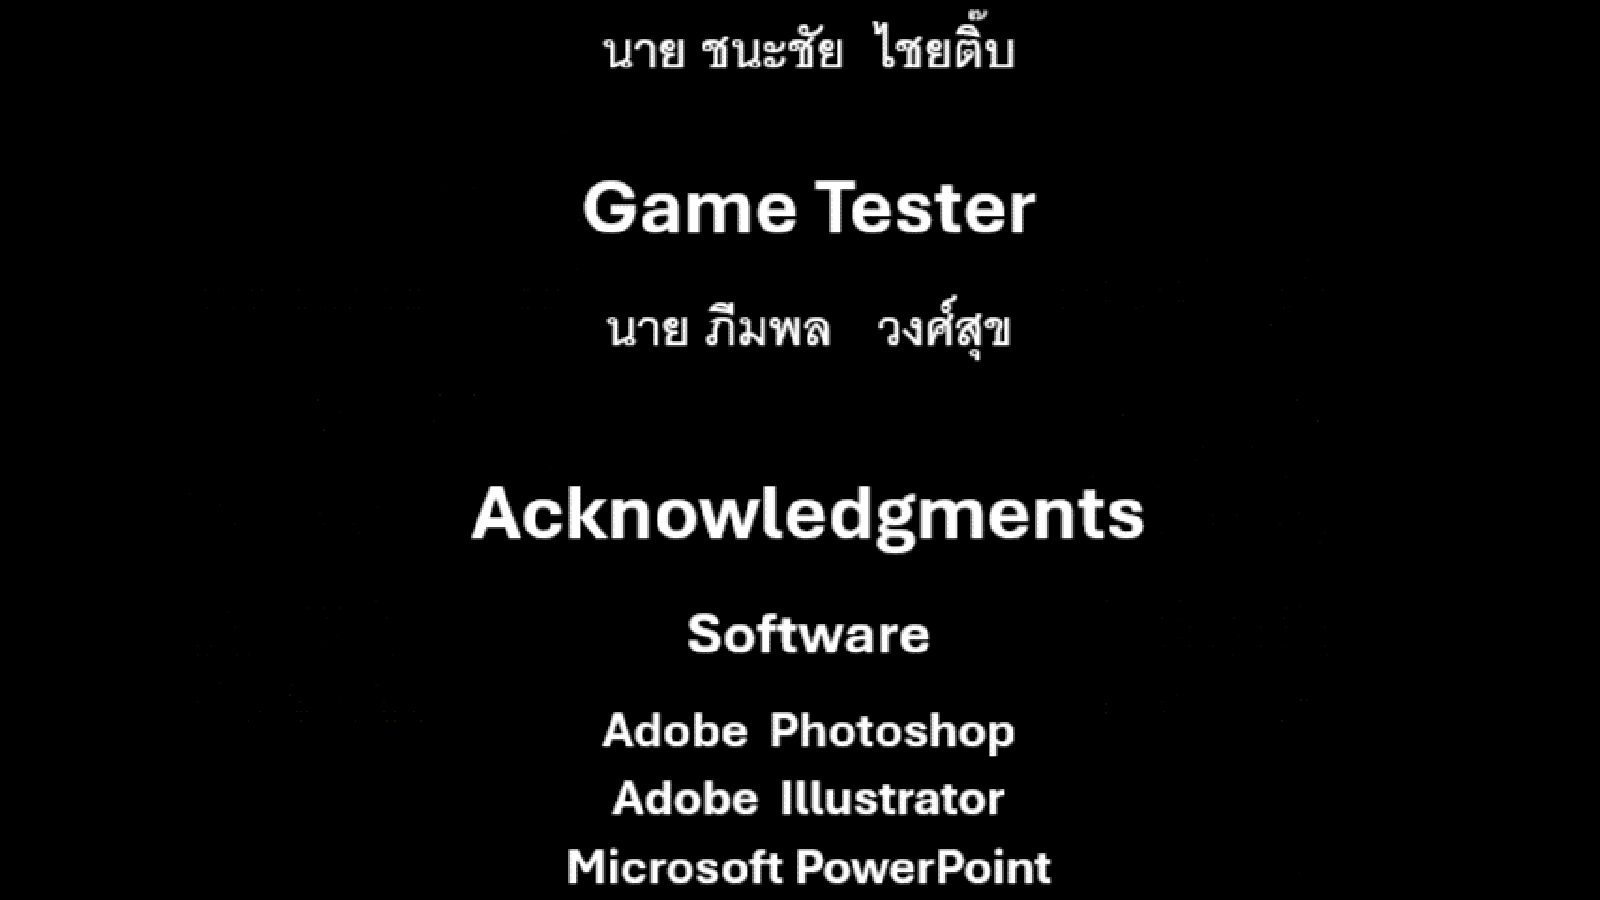 นาย ชนะชัย ไชยติ๊บ
Game Tester
นาย ภีมพล วงศ์สุข
Acknowledgments
Software
Adobe Photoshop
Adobe Illustrator
Microsoft PowerPoint